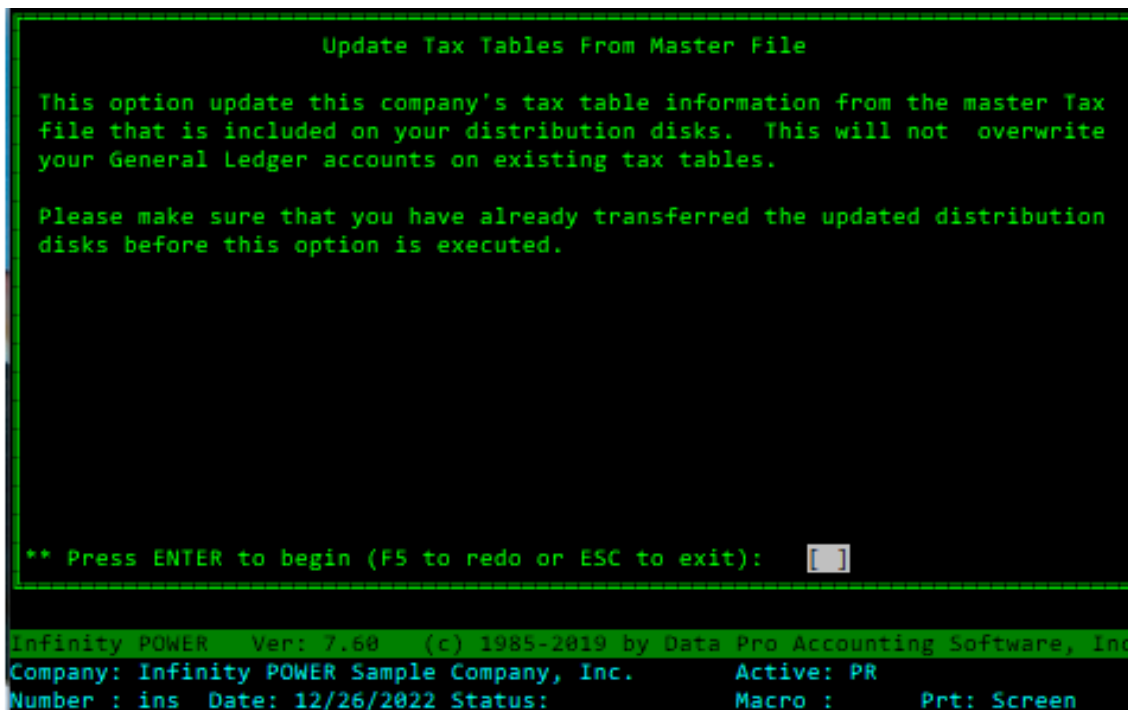 Update Tax Tables From Master File
This option update this company's tax table information from the master Tax
file that is included on your distribution disks.  This will not  overwrite
your General Ledger accounts on existing tax tables.
Please make sure that you have already transferred the updated distribution
disks before this option is executed.
** Press ENTER to begin (F5 to redo or ESC to exit):   [ ]
Infinity POWER   Ver: 7.60   (c) 1985-2019 by Data Pro Accounting Software, Inc
Company: Infinity POWER Sample Company, Inc.       Active: PR
Number : ins  Date: 12/26/2022 Status:             Macro :      Prt: Screen